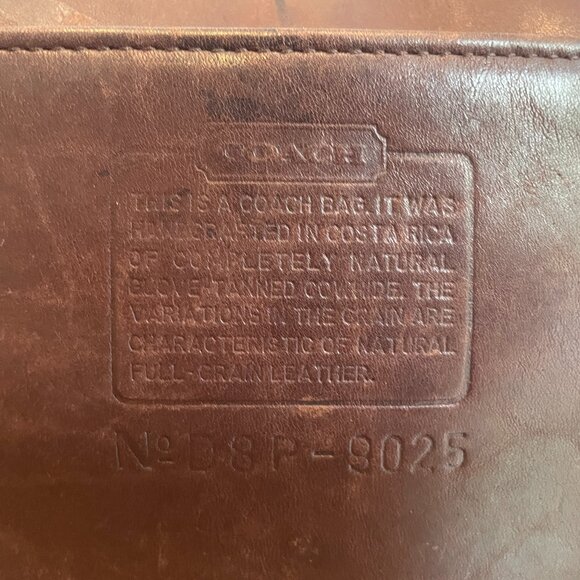 COACH
THIS IS A COACH BAG. IT WAS
HANDCRAFTED IN COSTA RICA
OF COMPLETELY NATURAL
GLOVE TANNED COWHIDE. THE
VARIATIONS IN THE GRAIN ARE
CHARACTERISTIC OF NATURAL
FULL-GRAIN LEATHER.
No D8P-9025